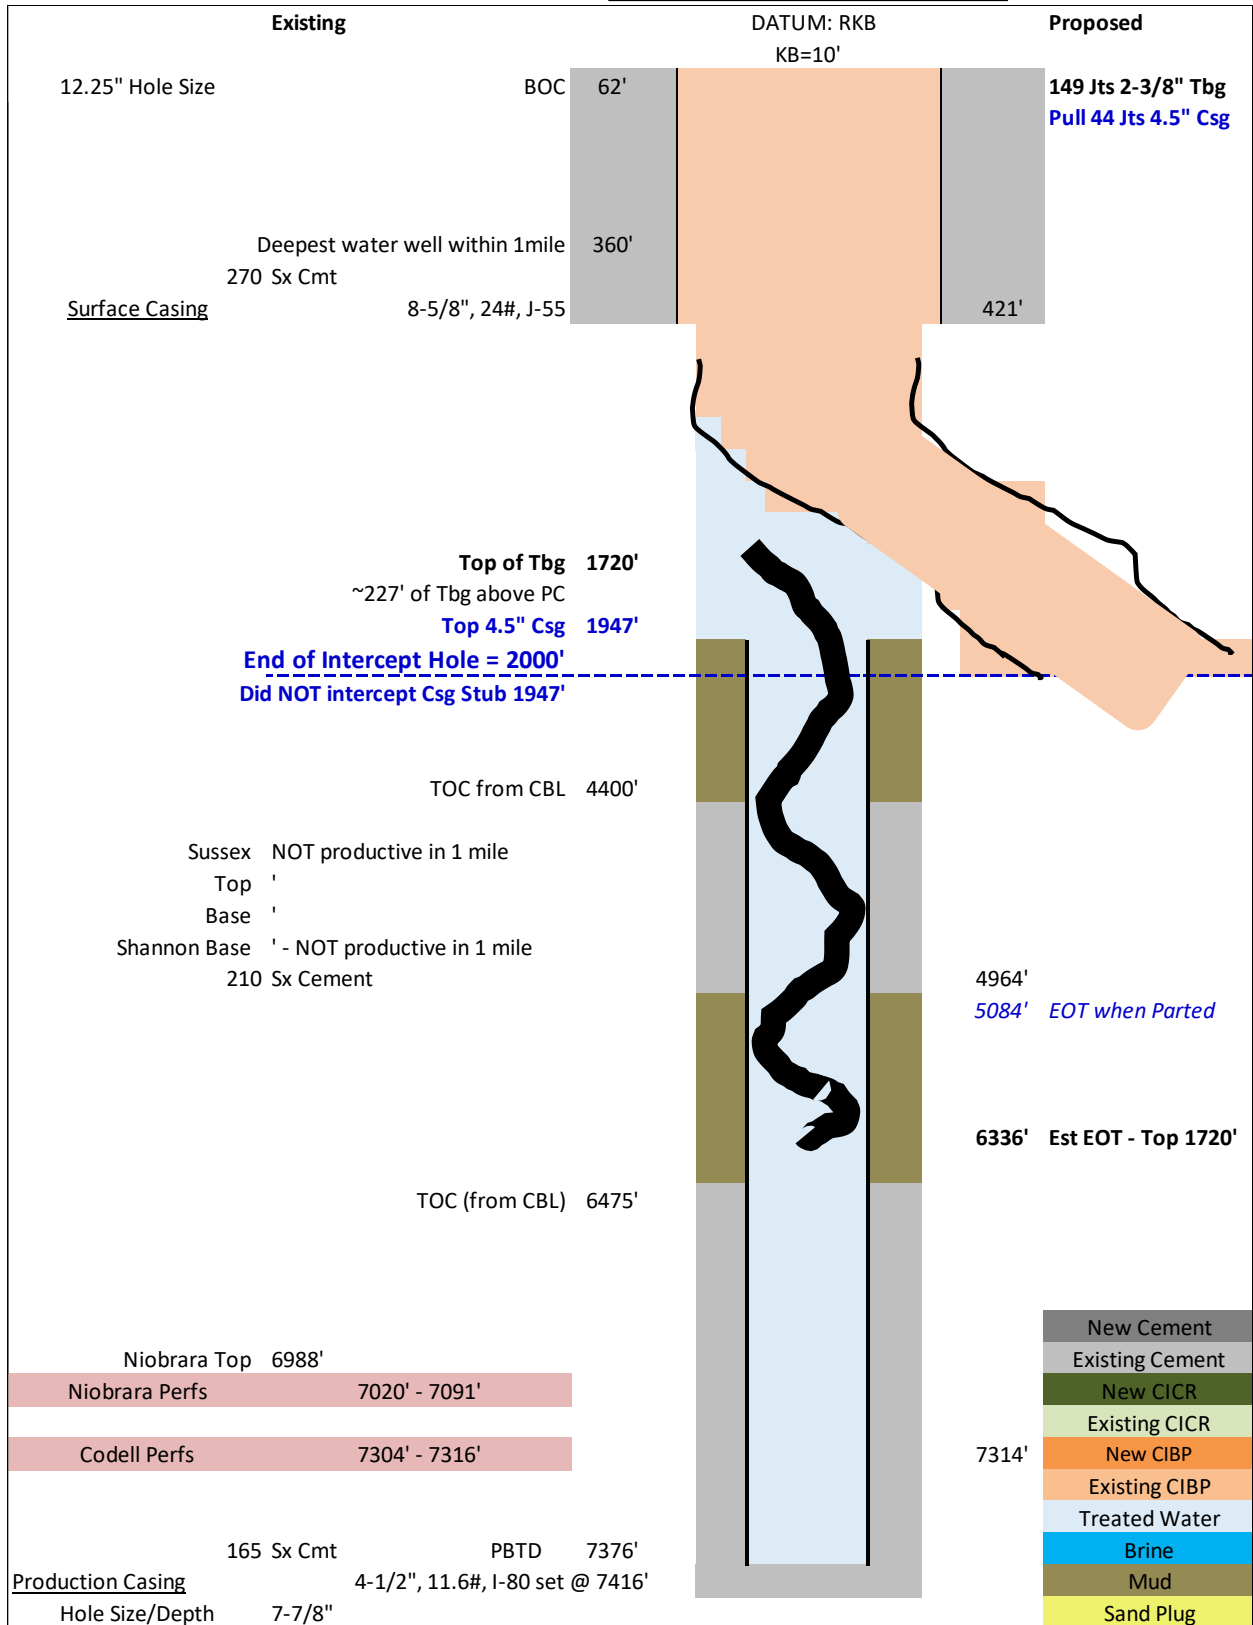 Existing DATUM: RKB Proposed
KB=10'
12.25" Hole Size BOC 62' 149 Jts 2-3/8" Tbg
Pull 44 Jts 4.5" Csg
Deepest water well within 1mile 360'
270 Sx Cmt
Surface Casing 8-5/8", 24#, J-55 421'
Top of Tbg 1720'
~227' of Tbg above PC
Top 4.5" Csg 1947'
End of Intercept Hole = 2000'
Did NOT intercept Csg Stub 1947'
TOC from CBL 4400'
Sussex NOT productive in 1 mile
Top '
Base '
Shannon Base ' - NOT productive in 1 mile
210 Sx Cement 4964'
5084' EOT when Parted
6336' Est EOT - Top 1720'
TOC (from CBL) 6475'
New Cement
Niobrara Top 6988' Existing Cement
Niobrara Perfs 7020' - 7091' New CICR
Existing CICR
Codell Perfs 7304' - 7316' 7314' New CIBP
Existing CIBP
Treated Water
165 Sx Cmt PBTD 7376' Brine
Production Casing 4-1/2", 11.6#, I-80 set @ 7416' Mud
Hole Size/Depth 7-7/8" Sand Plug